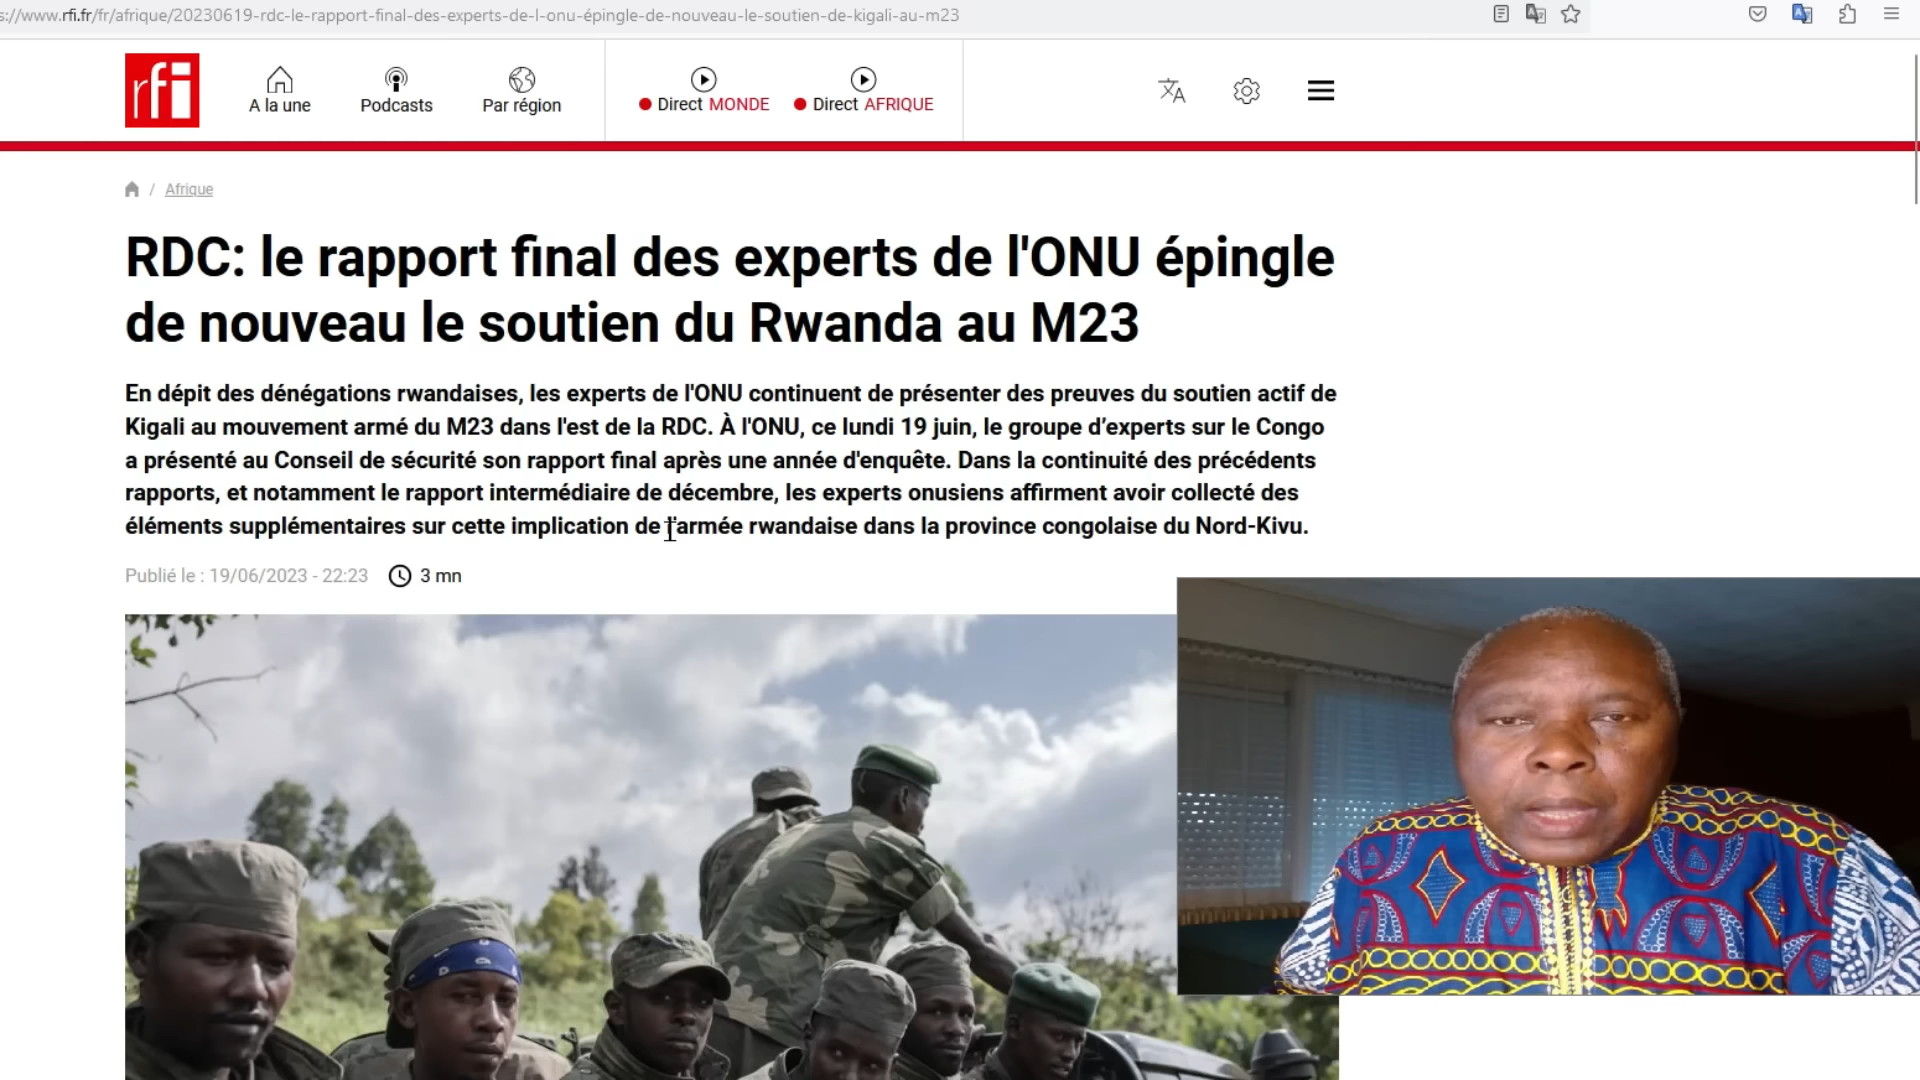 s://www.rfi.fr/fr/afrique/20230619-rdc-le-rapport-final-des-experts-de-l-onu-épingle-de-nouveau-le-soutien-de-kigali-au-m23
rfi
A la une
Podcasts
Par région
Direct MONDE
Direct AFRIQUE
/ Afrique
RDC: le rapport final des experts de l'ONU épingle
de nouveau le soutien du Rwanda au M23
En dépit des dénégations rwandaises, les experts de l'ONU continuent de présenter des preuves du soutien actif de
Kigali au mouvement armé du M23 dans l'est de la RDC. À l'ONU, ce lundi 19 juin, le groupe d’experts sur le Congo
a présenté au Conseil de sécurité son rapport final après une année d'enquête. Dans la continuité des précédents
rapports, et notamment le rapport intermédiaire de décembre, les experts onusiens affirment avoir collecté des
éléments supplémentaires sur cette implication de l'armée rwandaise dans la province congolaise du Nord-Kivu.
Publié le : 19/06/2023 - 22:23 3 mn